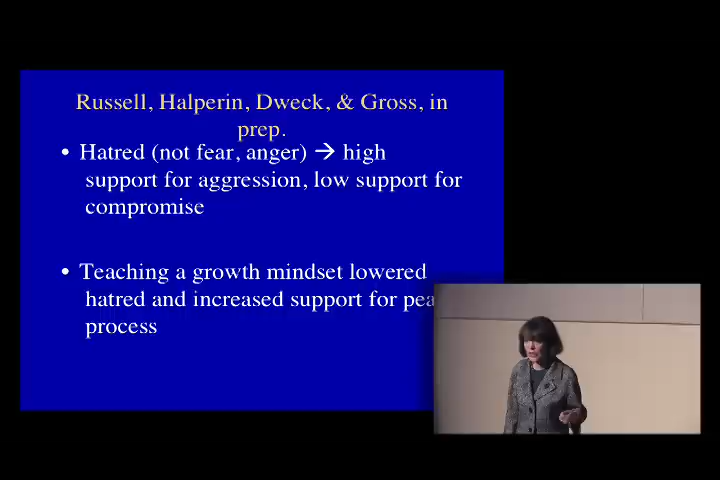 Russell, Halperin, Dweck, & Gross, in
prep.
• Hatred (not fear, anger) → high
support for aggression, low support for
compromise
• Teaching a growth mindset lowered
hatred and increased support for
process